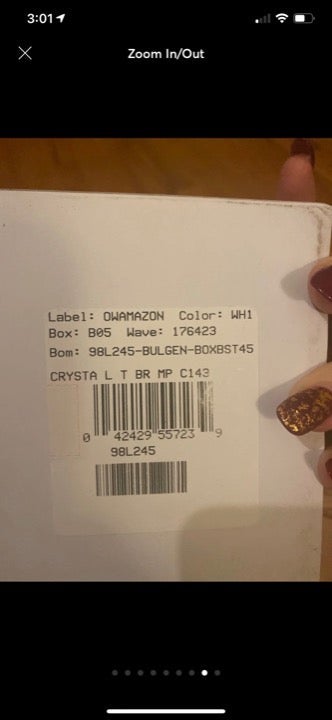 3:01
Zoom In/Out
Label: OWAMAZON Color: WH1
Box: B05 Wave: 176423
Bom: 98L245-BULGEN-BOXBST45
CRYSTA L T BR MP C143
0 42429 55723 9
98L245